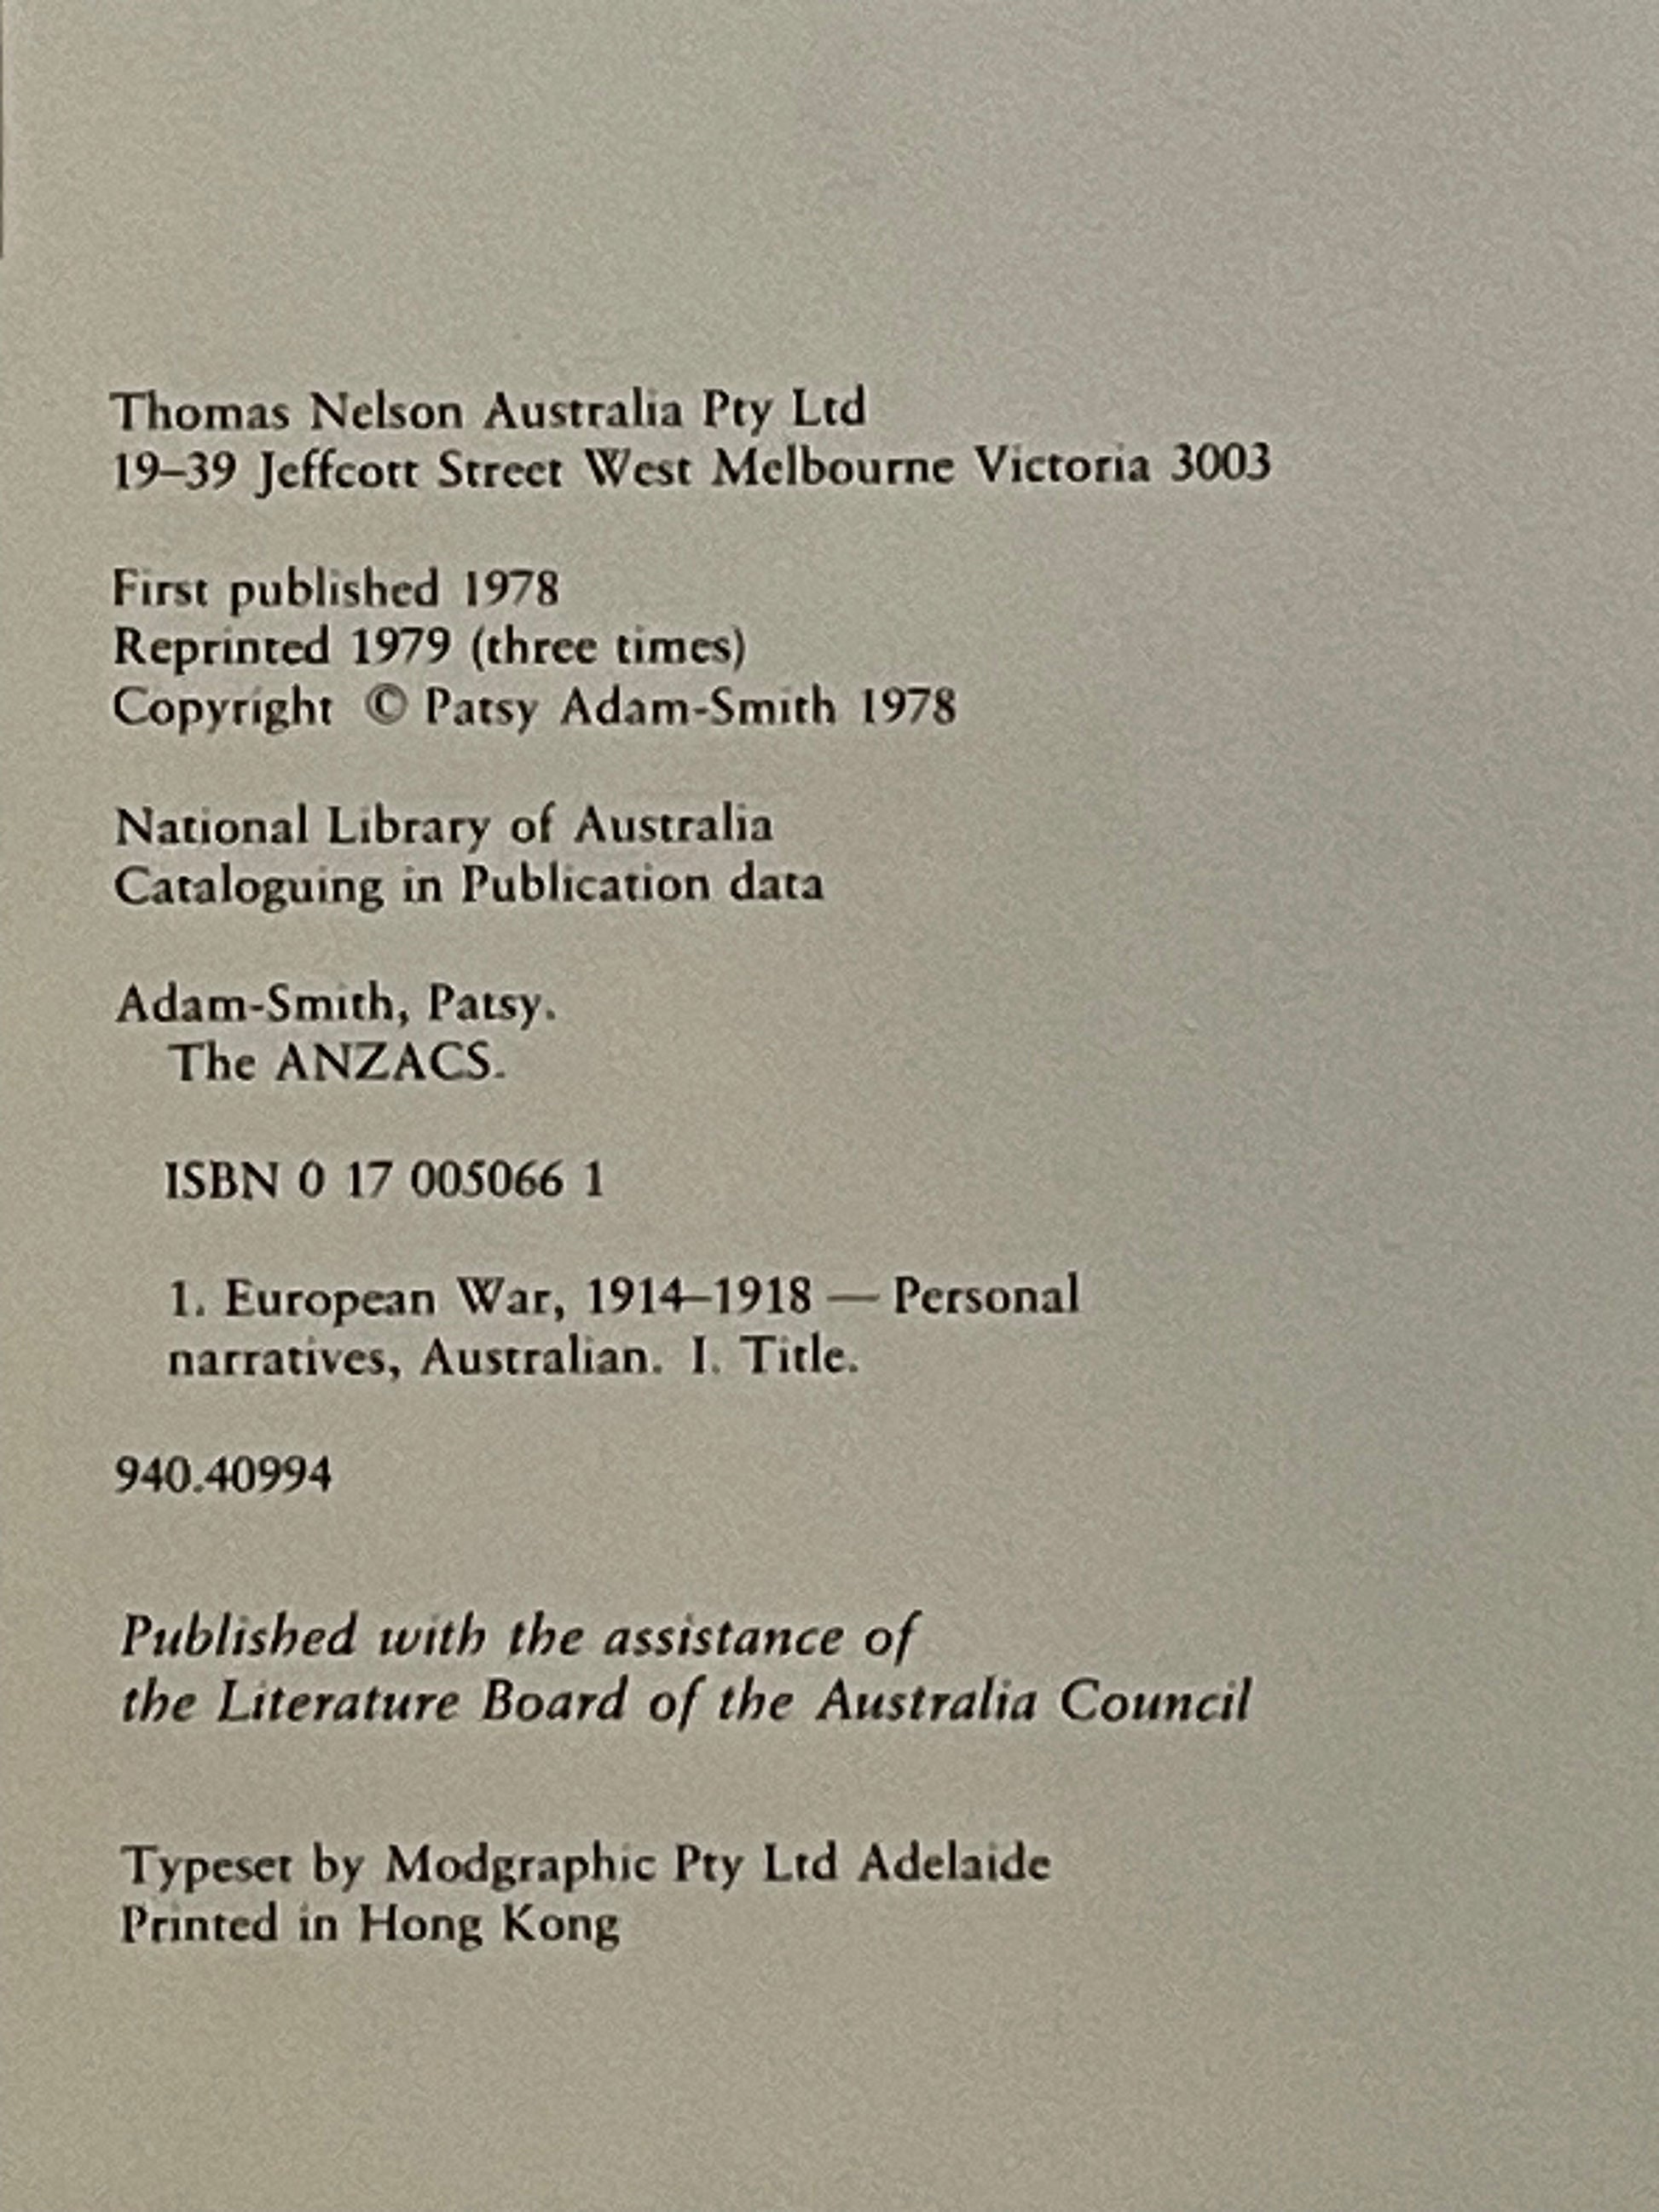 Thomas Nelson Australia Pty Ltd
19–39 Jeffcott Street West Melbourne Victoria 3003
First published 1978
Reprinted 1979 (three times)
Copyright © Patsy Adam-Smith 1978
National Library of Australia
Cataloguing in Publication data
Adam-Smith, Patsy.
The ANZACS.
ISBN 0 17 005066 1
1. European War, 1914–1918 — Personal
narratives, Australian. I. Title.
940.40994
Published with the assistance of
the Literature Board of the Australia Council
Typeset by Modgraphic Pty Ltd Adelaide
Printed in Hong Kong